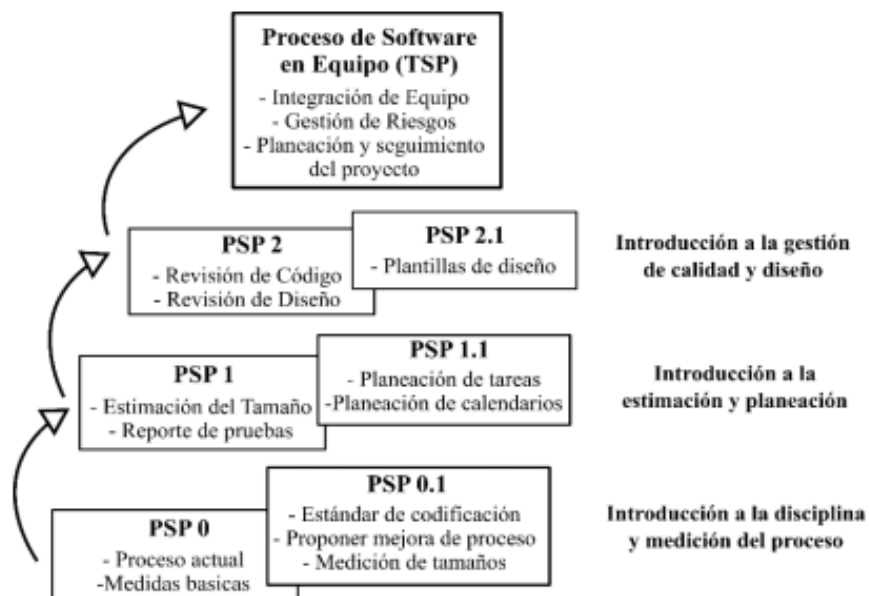 Proceso de Software
en Equipo (TSP)
- Integración de Equipo
- Gestión de Riesgos
- Planeación y seguimiento
del proyecto
PSP 2
- Revisión de Código
- Revisión de Diseño
PSP 2.1
- Plantillas de diseño
Introducción a la gestión
de calidad y diseño
PSP 1
- Estimación del Tamaño
- Reporte de pruebas
PSP 1.1
- Planeación de tareas
-Planeación de calendarios
Introducción a la
estimación y planeación
PSP 0
- Proceso actual
-Medidas basicas
PSP 0.1
- Estándar de codificación
- Proponer mejora de proceso
- Medición de tamaños
Introducción a la disciplina
y medición del proceso